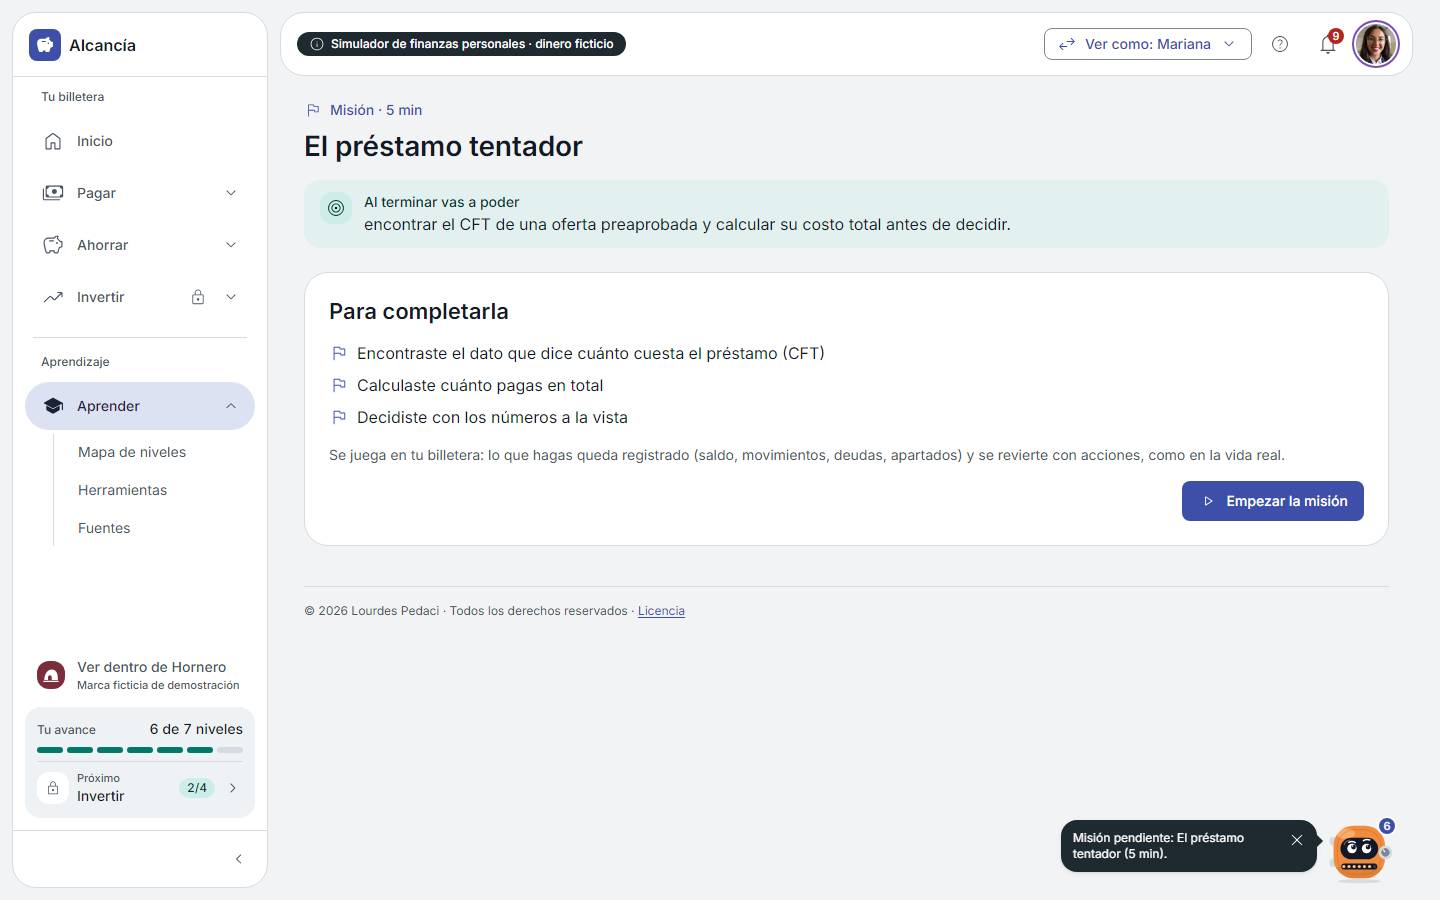 Alcancía
Tu billetera
Inicio
Pagar
Ahorrar
Invertir
Aprendizaje
Aprender
Mapa de niveles
Herramientas
Fuentes
Ver dentro de Hornero
Marca ficticia de demostración
Tu avance
6 de 7 niveles
Próximo
Invertir
2/4
Simulador de finanzas personales · dinero ficticio
Ver como: Mariana
9
Misión · 5 min
El préstamo tentador
Al terminar vas a poder
encontrar el CFT de una oferta preaprobada y calcular su costo total antes de decidir.
Para completarla
Encontraste el dato que dice cuánto cuesta el préstamo (CFT)
Calculaste cuánto pagas en total
Decidiste con los números a la vista
Se juega en tu billetera: lo que hagas queda registrado (saldo, movimientos, deudas, apartados) y se revierte con acciones, como en la vida real.
Empezar la misión
© 2026 Lourdes Pedaci · Todos los derechos reservados · Licencia
Misión pendiente: El préstamo
tentador (5 min).
6